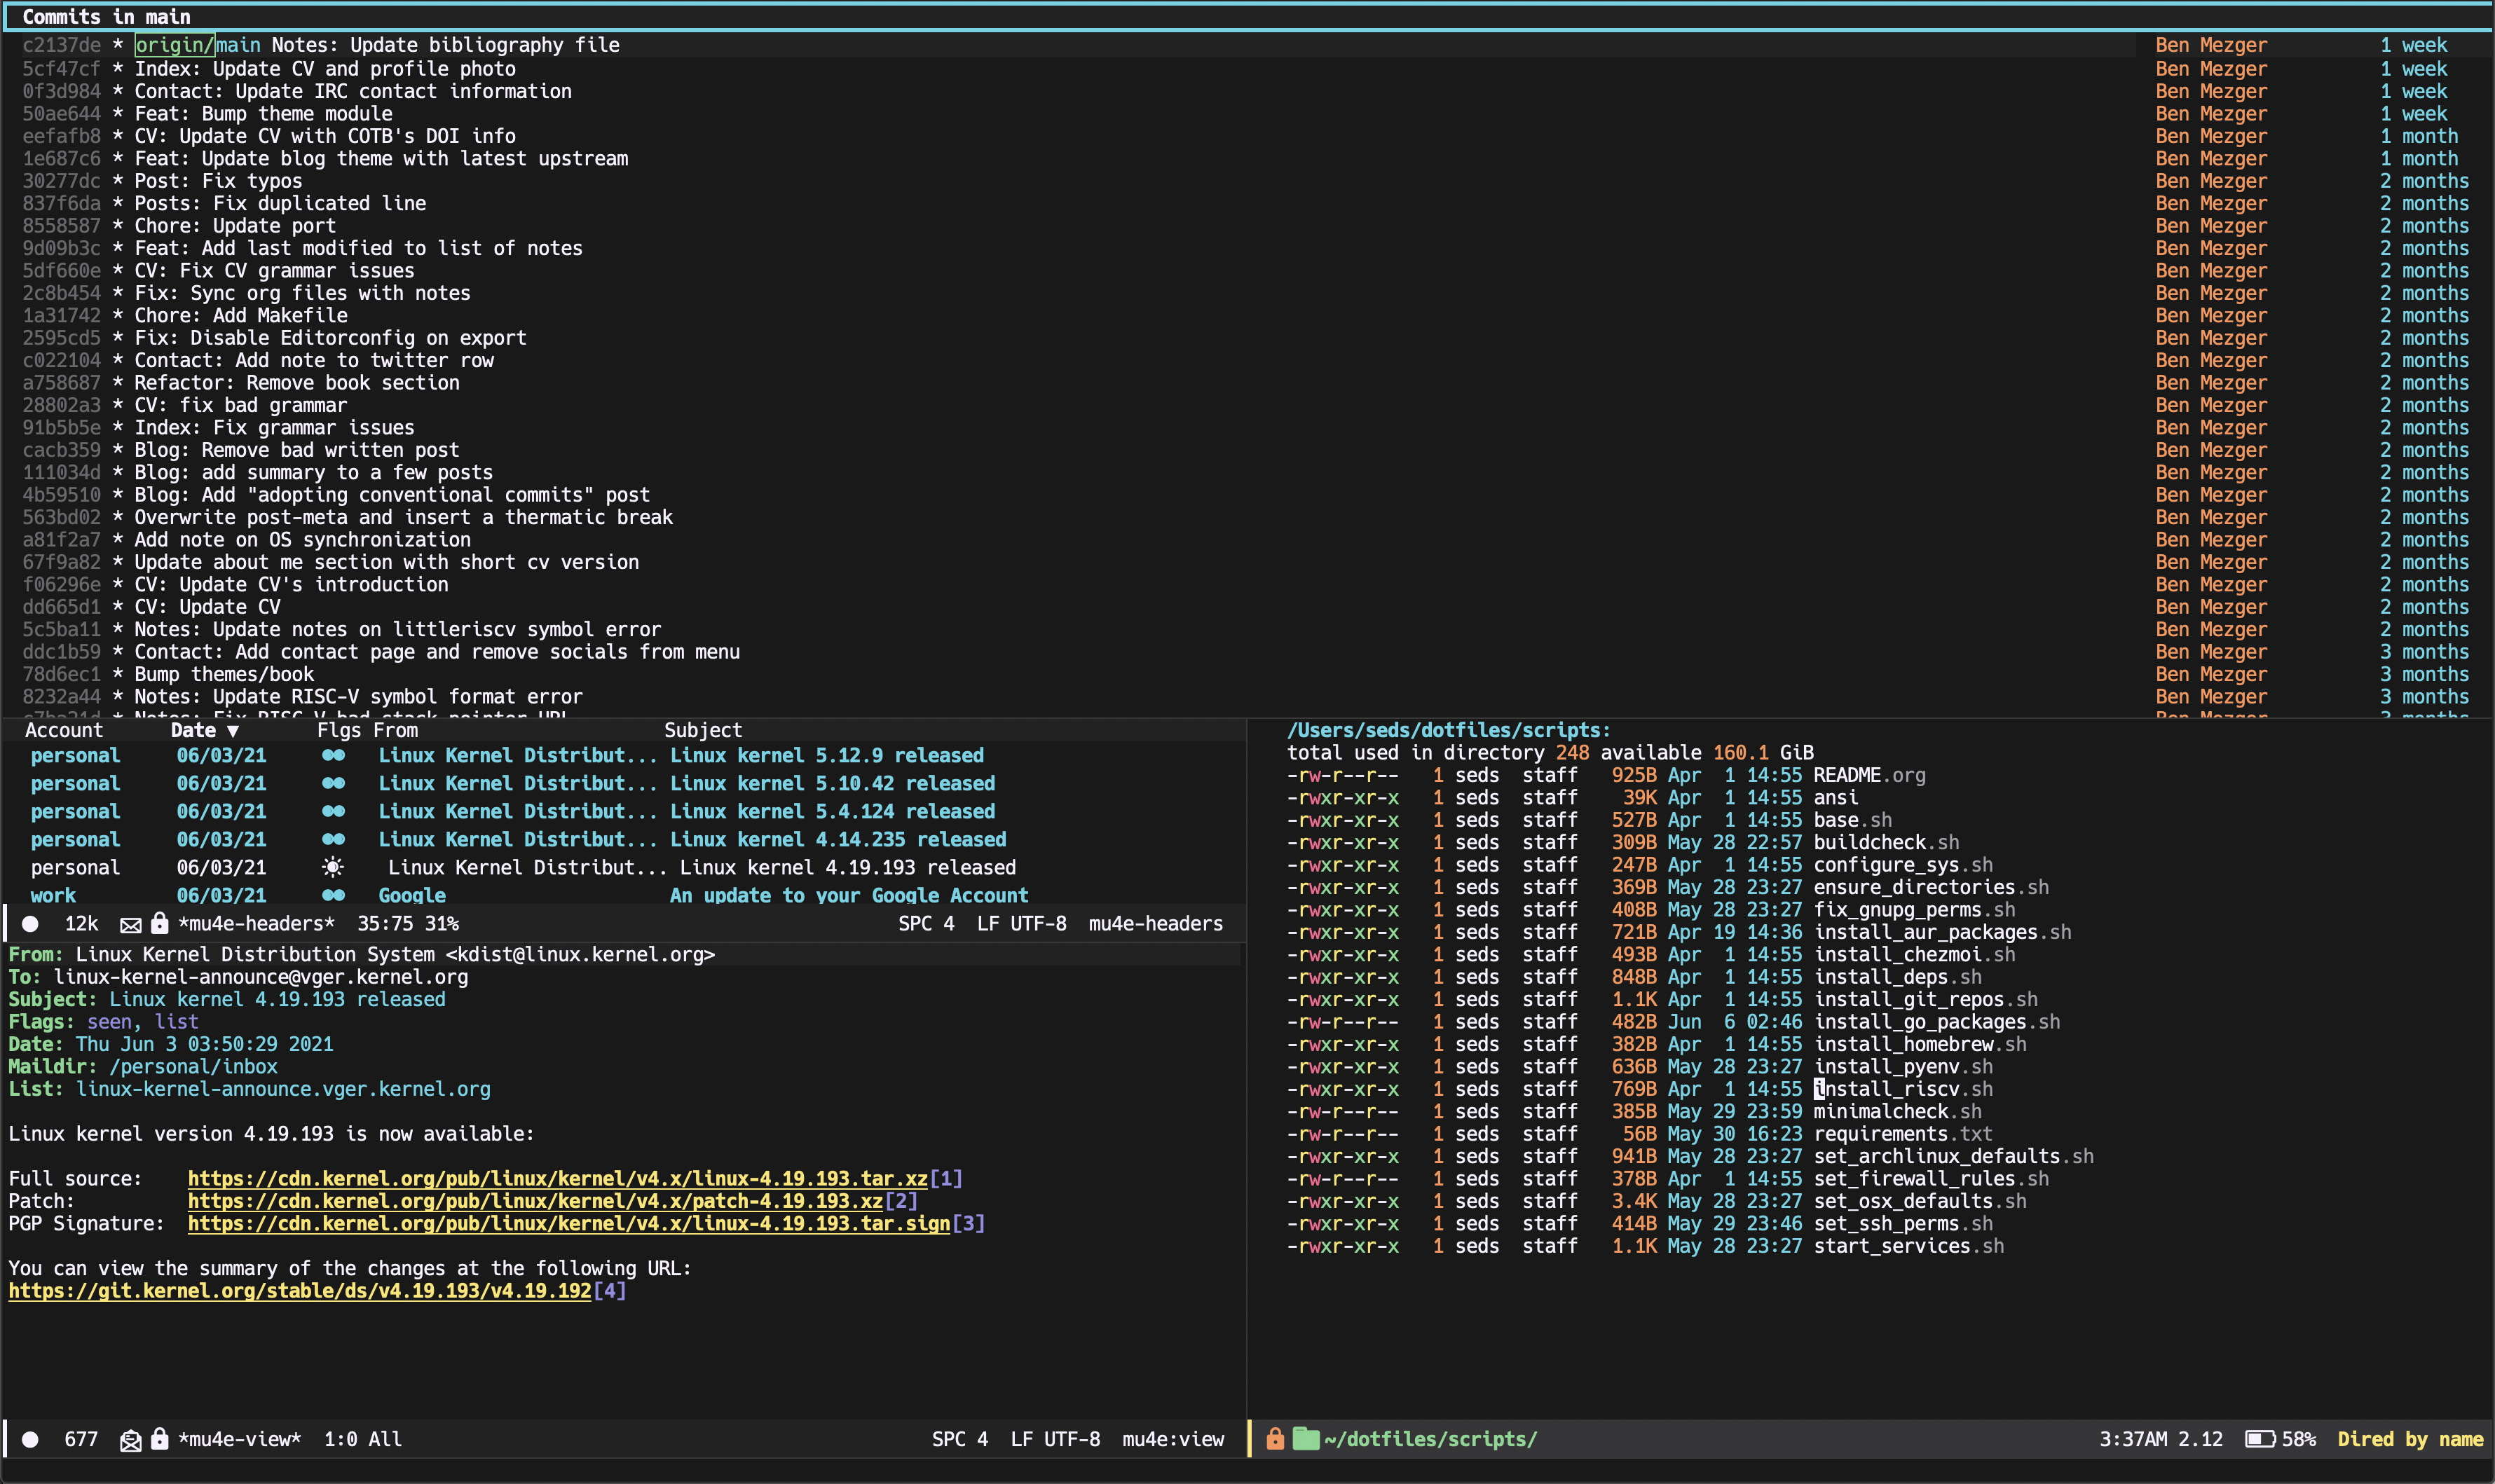 Commits in main
c2137de * origin/main Notes: Update bibliography file Ben Mezger 1 week
5cf47cf * Index: Update CV and profile photo Ben Mezger 1 week
0f3d984 * Contact: Update IRC contact information Ben Mezger 1 week
50ae644 * Feat: Bump theme module Ben Mezger 1 week
eefafb8 * CV: Update CV with COTB's DOI info Ben Mezger 1 month
1e687c6 * Feat: Update blog theme with latest upstream Ben Mezger 1 month
30277dc * Post: Fix typos Ben Mezger 2 months
837f6da * Posts: Fix duplicated line Ben Mezger 2 months
8558587 * Chore: Update port Ben Mezger 2 months
9d09b3c * Feat: Add last modified to list of notes Ben Mezger 2 months
5df660e * CV: Fix CV grammar issues Ben Mezger 2 months
2c8b454 * Fix: Sync org files with notes Ben Mezger 2 months
1a31742 * Chore: Add Makefile Ben Mezger 2 months
2595cd5 * Fix: Disable Editorconfig on export Ben Mezger 2 months
c022104 * Contact: Add note to twitter row Ben Mezger 2 months
a758687 * Refactor: Remove book section Ben Mezger 2 months
28802a3 * CV: fix bad grammar Ben Mezger 2 months
91b5b5e * Index: Fix grammar issues Ben Mezger 2 months
cacb359 * Blog: Remove bad written post Ben Mezger 2 months
111034d * Blog: add summary to a few posts Ben Mezger 2 months
4b59510 * Blog: Add "adopting conventional commits" post Ben Mezger 2 months
563bd02 * Overwrite post-meta and insert a thermatic break Ben Mezger 2 months
a81f2a7 * Add note on OS synchronization Ben Mezger 2 months
67f9a82 * Update about me section with short cv version Ben Mezger 2 months
f06296e * CV: Update CV's introduction Ben Mezger 2 months
dd665d1 * CV: Update CV Ben Mezger 2 months
5c5ba11 * Notes: Update notes on littleriscv symbol error Ben Mezger 2 months
ddc1b59 * Contact: Add contact page and remove socials from menu Ben Mezger 3 months
78d6ec1 * Bump themes/book Ben Mezger 3 months
8232a44 * Notes: Update RISC-V symbol format error Ben Mezger 3 months
Account Date ▼ Flgs From Subject
personal 06/03/21 Linux Kernel Distribut... Linux kernel 5.12.9 released
personal 06/03/21 Linux Kernel Distribut... Linux kernel 5.10.42 released
personal 06/03/21 Linux Kernel Distribut... Linux kernel 5.4.124 released
personal 06/03/21 Linux Kernel Distribut... Linux kernel 4.14.235 released
personal 06/03/21 Linux Kernel Distribut... Linux kernel 4.19.193 released
work 06/03/21 Google An update to your Google Account
12k *mu4e-headers* 35:75 31% SPC 4 LF UTF-8 mu4e-headers
From: Linux Kernel Distribution System <kdist@linux.kernel.org>
To: linux-kernel-announce@vger.kernel.org
Subject: Linux kernel 4.19.193 released
Flags: seen, list
Date: Thu Jun 3 03:50:29 2021
Maildir: /personal/inbox
List: linux-kernel-announce.vger.kernel.org
Linux kernel version 4.19.193 is now available:
Full source: https://cdn.kernel.org/pub/linux/kernel/v4.x/linux-4.19.193.tar.xz[1]
Patch: https://cdn.kernel.org/pub/linux/kernel/v4.x/patch-4.19.193.xz[2]
PGP Signature: https://cdn.kernel.org/pub/linux/kernel/v4.x/linux-4.19.193.tar.sign[3]
You can view the summary of the changes at the following URL:
https://git.kernel.org/stable/ds/v4.19.193/v4.19.192[4]
677 *mu4e-view* 1:0 All SPC 4 LF UTF-8 mu4e:view
/Users/seds/dotfiles/scripts:
total used in directory 248 available 160.1 GiB
-rw-r--r-- 1 seds staff 925B Apr 1 14:55 README.org
-rwxr-xr-x 1 seds staff 39K Apr 1 14:55 ansi
-rwxr-xr-x 1 seds staff 527B Apr 1 14:55 base.sh
-rwxr-xr-x 1 seds staff 309B May 28 22:57 buildcheck.sh
-rwxr-xr-x 1 seds staff 247B Apr 1 14:55 configure_sys.sh
-rwxr-xr-x 1 seds staff 369B May 28 23:27 ensure_directories.sh
-rwxr-xr-x 1 seds staff 408B May 28 23:27 fix_gnupg_perms.sh
-rwxr-xr-x 1 seds staff 721B Apr 19 14:36 install_aur_packages.sh
-rwxr-xr-x 1 seds staff 493B Apr 1 14:55 install_chezmoi.sh
-rwxr-xr-x 1 seds staff 848B Apr 1 14:55 install_deps.sh
-rwxr-xr-x 1 seds staff 1.1K Apr 1 14:55 install_git_repos.sh
-rw-r--r-- 1 seds staff 482B Jun 6 02:46 install_go_packages.sh
-rwxr-xr-x 1 seds staff 382B Apr 1 14:55 install_homebrew.sh
-rwxr-xr-x 1 seds staff 636B May 28 23:27 install_pyenv.sh
-rwxr-xr-x 1 seds staff 769B Apr 1 14:55 install_riscv.sh
-rw-r--r-- 1 seds staff 385B May 29 23:59 minimalcheck.sh
-rw-r--r-- 1 seds staff 56B May 30 16:23 requirements.txt
-rwxr-xr-x 1 seds staff 941B May 28 23:27 set_archlinux_defaults.sh
-rwxr-xr-x 1 seds staff 378B Apr 1 14:55 set_firewall_rules.sh
-rwxr-xr-x 1 seds staff 3.4K May 28 23:27 set_osx_defaults.sh
-rwxr-xr-x 1 seds staff 414B May 29 23:46 set_ssh_perms.sh
-rwxr-xr-x 1 seds staff 1.1K May 28 23:27 start_services.sh
~/dotfiles/scripts/ 3:37AM 2.12 58% Dired by name